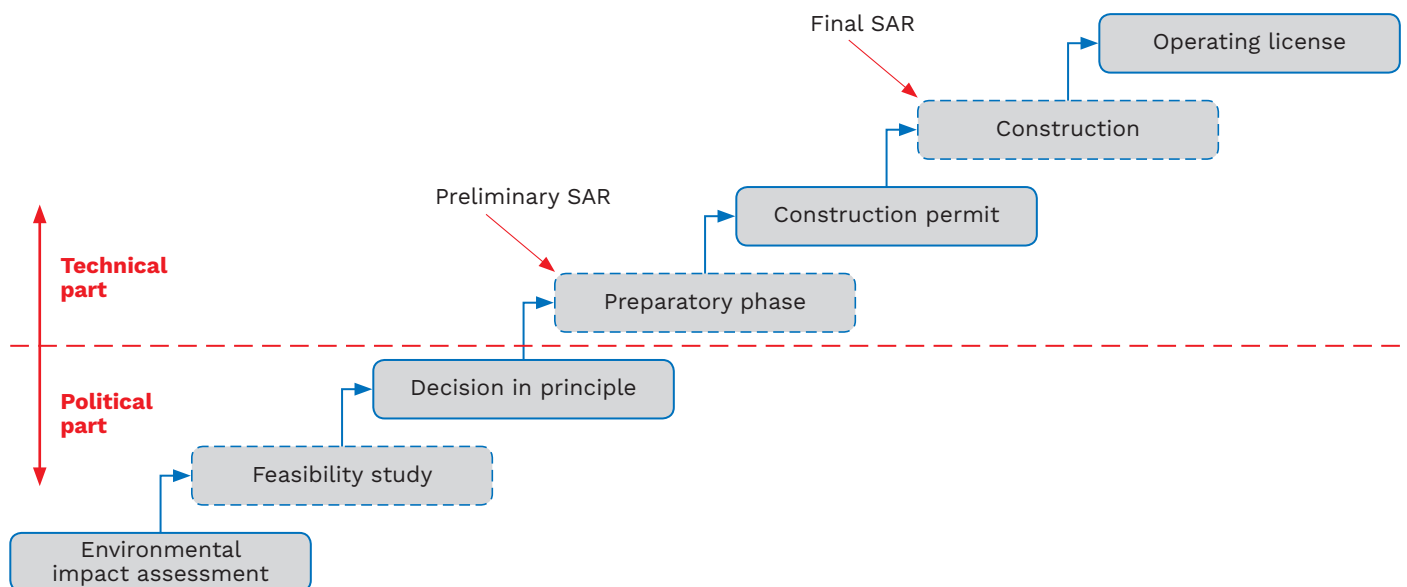 Final SAR
Operating license
Construction
Preliminary SAR
Construction permit
Technical
part
Preparatory phase
Decision in principle
Political
part
Feasibility study
Environmental
impact assessment